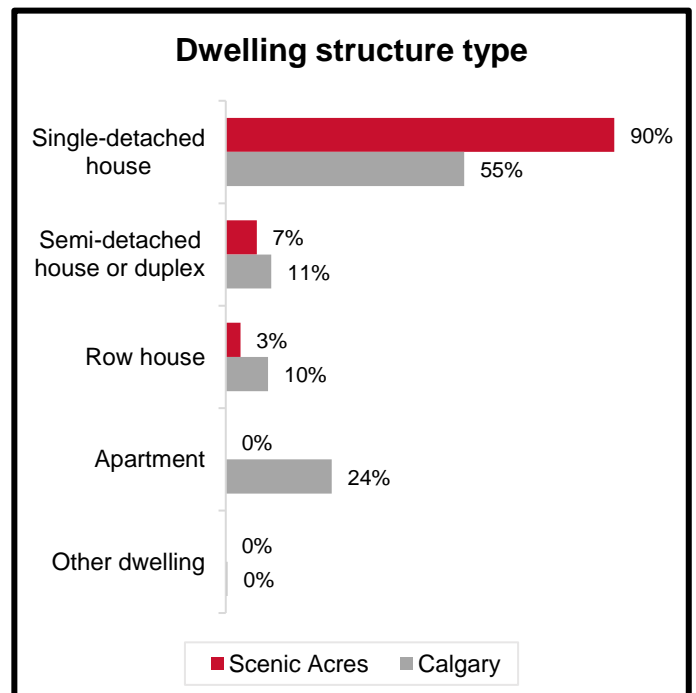 Dwelling structure type
Single-detached
house
90%
55%
Semi-detached
house or duplex
7%
11%
Row house
3%
10%
Apartment
0%
24%
Other dwelling
0%
0%
Scenic Acres
Calgary